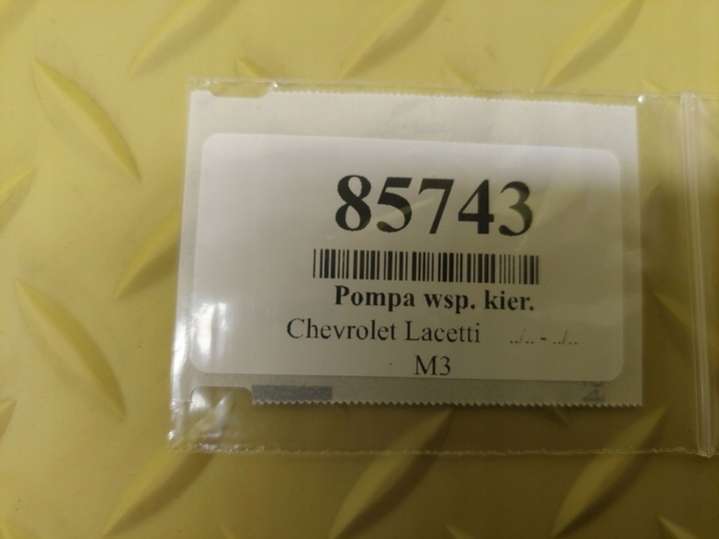 85743
Pompa wsp. kier.
Chevrolet Lacetti ../.. - ../..
M3